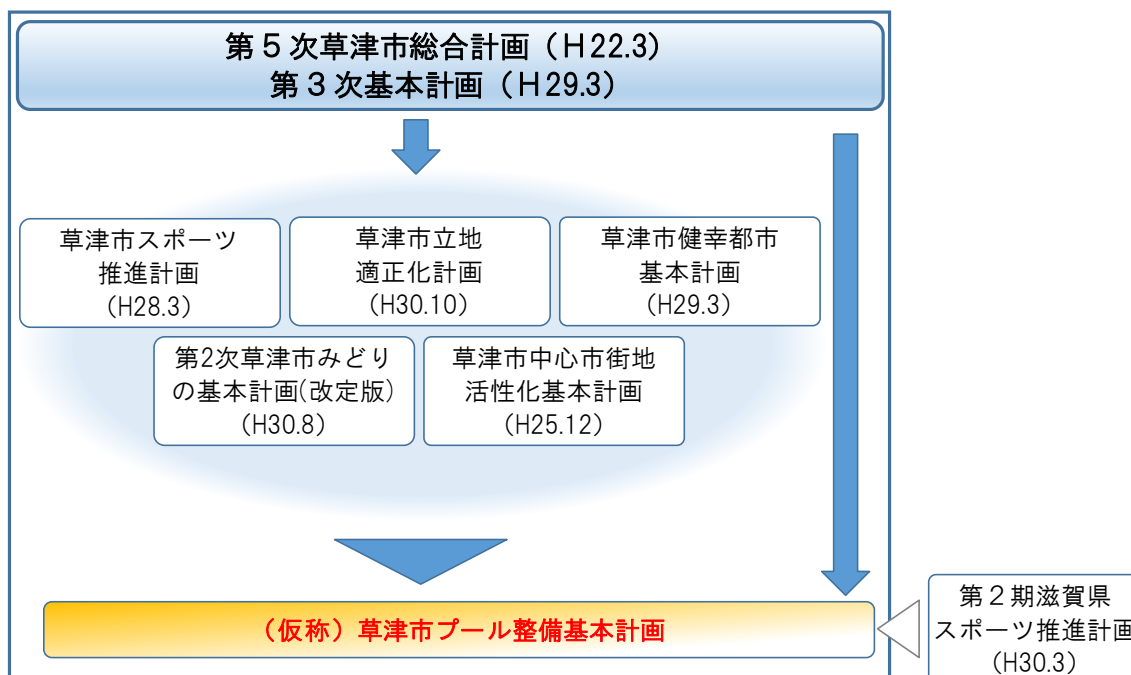 第５次草津市総合計画（Ｈ22.3）
第３次基本計画（Ｈ29.3）
草津市スポーツ
推進計画
(H28.3)
草津市立地
適正化計画
(H30.10)
草津市健幸都市
基本計画
(H29.3)
第2次草津市みどり
の基本計画(改定版)
(H30.8)
草津市中心市街地
活性化基本計画
(H25.12)
（仮称）草津市プール整備基本計画
第２期滋賀県
スポーツ推進計画
(H30.3)